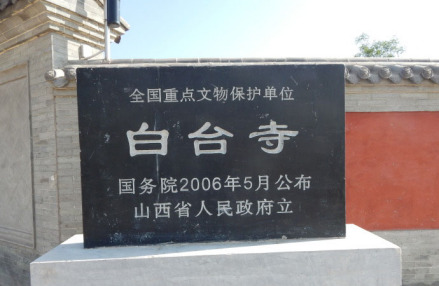 全国重点文物保护单位
白台寺
国务院2006年5月公布
山西省人民政府立